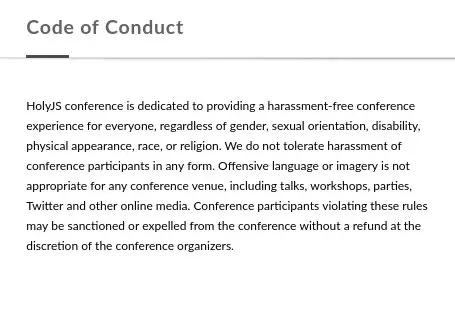 Code of Conduct
HolyJS conference is dedicated to providing a harassment-free conference
experience for everyone, regardless of gender, sexual orientation, disability,
physical appearance, race, or religion. We do not tolerate harassment of
conference participants in any form. Offensive language or imagery is not
appropriate for any conference venue, including talks, workshops, parties,
Twitter and other online media. Conference participants violating these rules
may be sanctioned or expelled from the conference without a refund at the
discretion of the conference organizers.